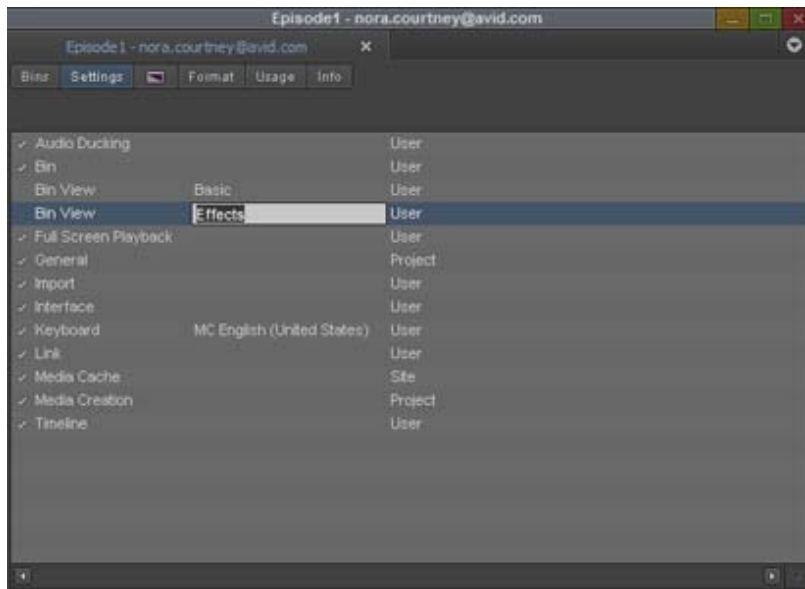 Episode1 - nora.courtney@avid.com
Episode1 - nora.courtney@avid.com
Bins Settings Format Usage Info
Audio Ducking User
Bin User
Bin View Basic User
Bin View Effects User
Full Screen Playback User
General Project
Import User
Interface User
Keyboard MC English (United States) User
Link User
Media Cache Site
Media Creation Project
Timeline User